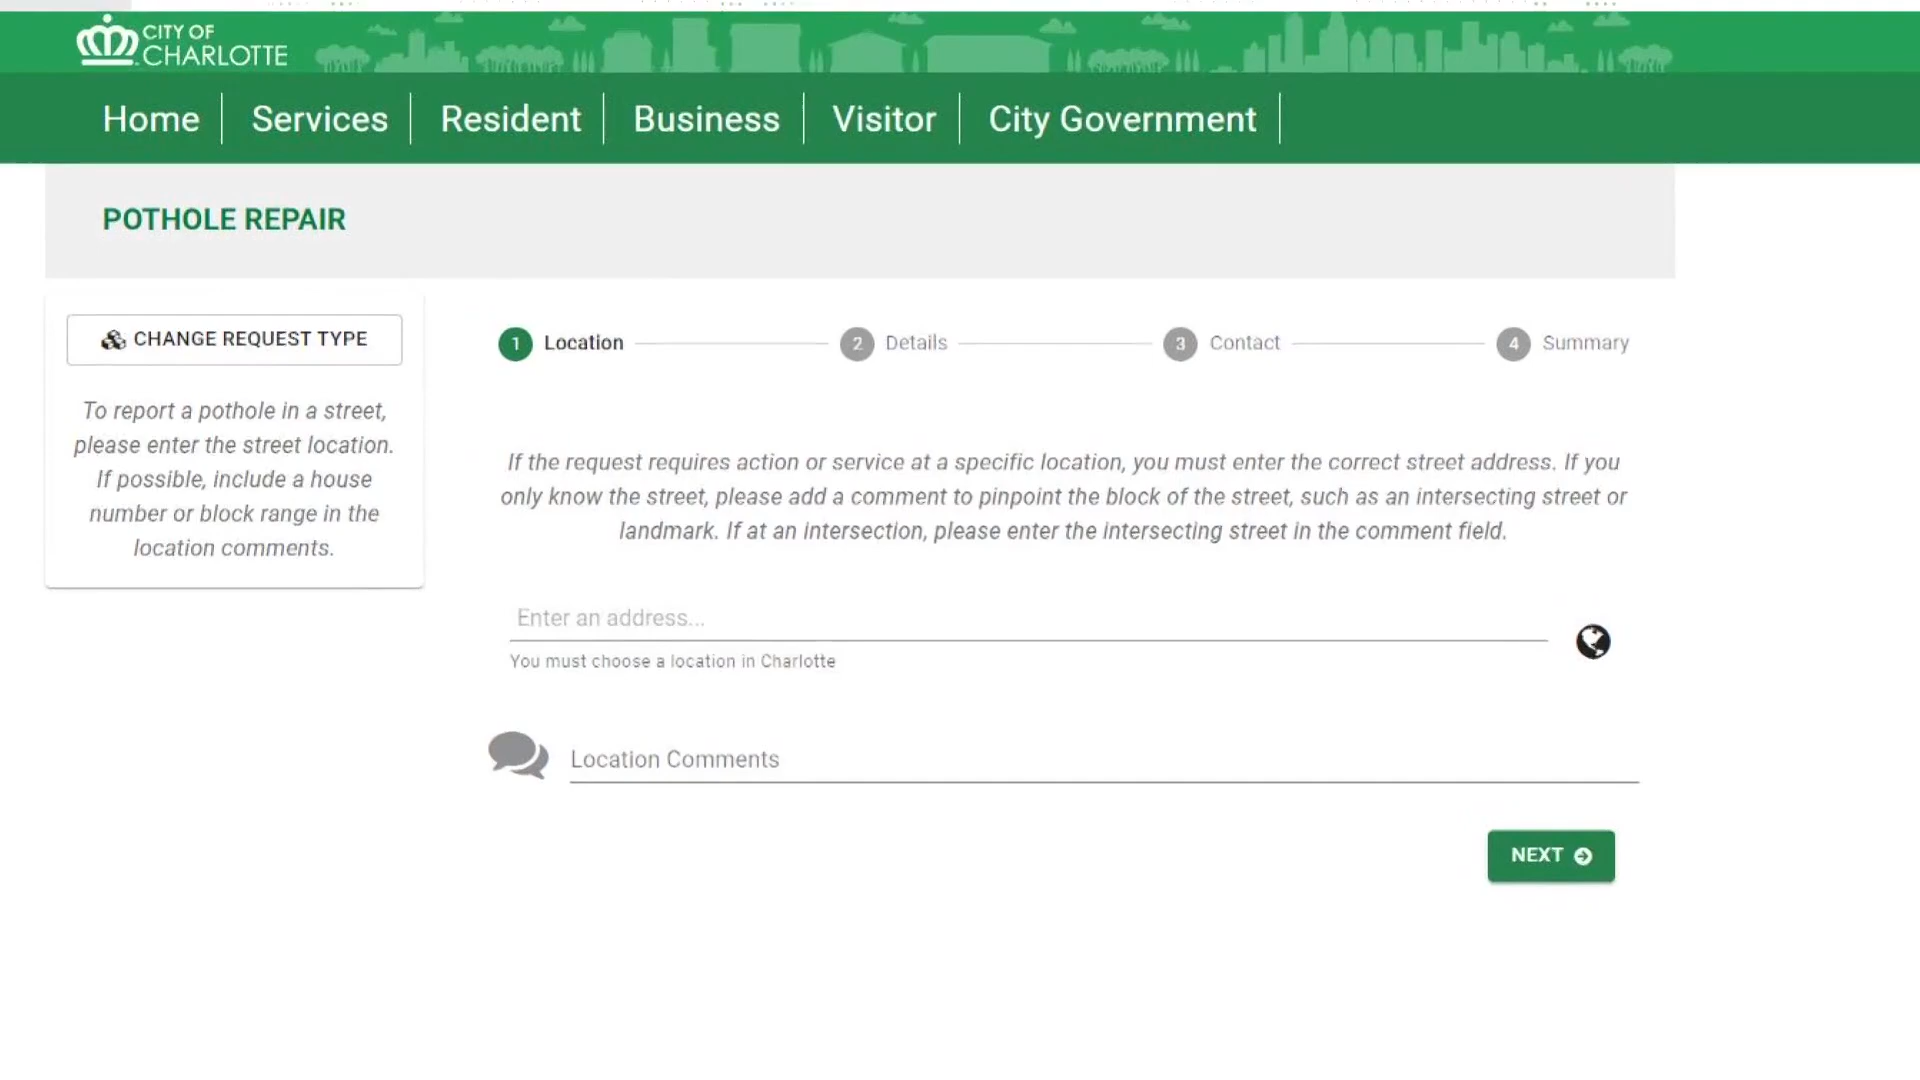 CITY OF
CHARLOTTE
Home
Services
Resident
Business
Visitor
City Government
POTHOLE REPAIR
CHANGE REQUEST TYPE
To report a pothole in a street,
please enter the street location.
If possible, include a house
number or block range in the
location comments.
1 Location
2 Details
3 Contact
4 Summary
If the request requires action or service at a specific location, you must enter the correct street address. If you
only know the street, please add a comment to pinpoint the block of the street, such as an intersecting street or
landmark. If at an intersection, please enter the intersecting street in the comment field.
Enter an address...
You must choose a location in Charlotte
Location Comments
NEXT